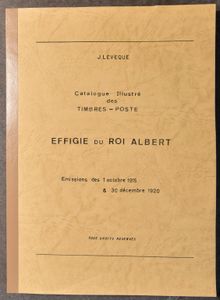 J. LEVEQUE
Catalogue Illustré
des
TIMBRES - POSTE
EFFIGIE DU ROI ALBERT
Emissions des 1 octobre 1915
& 30 décembre 1920
TOUS DROITS RESERVES